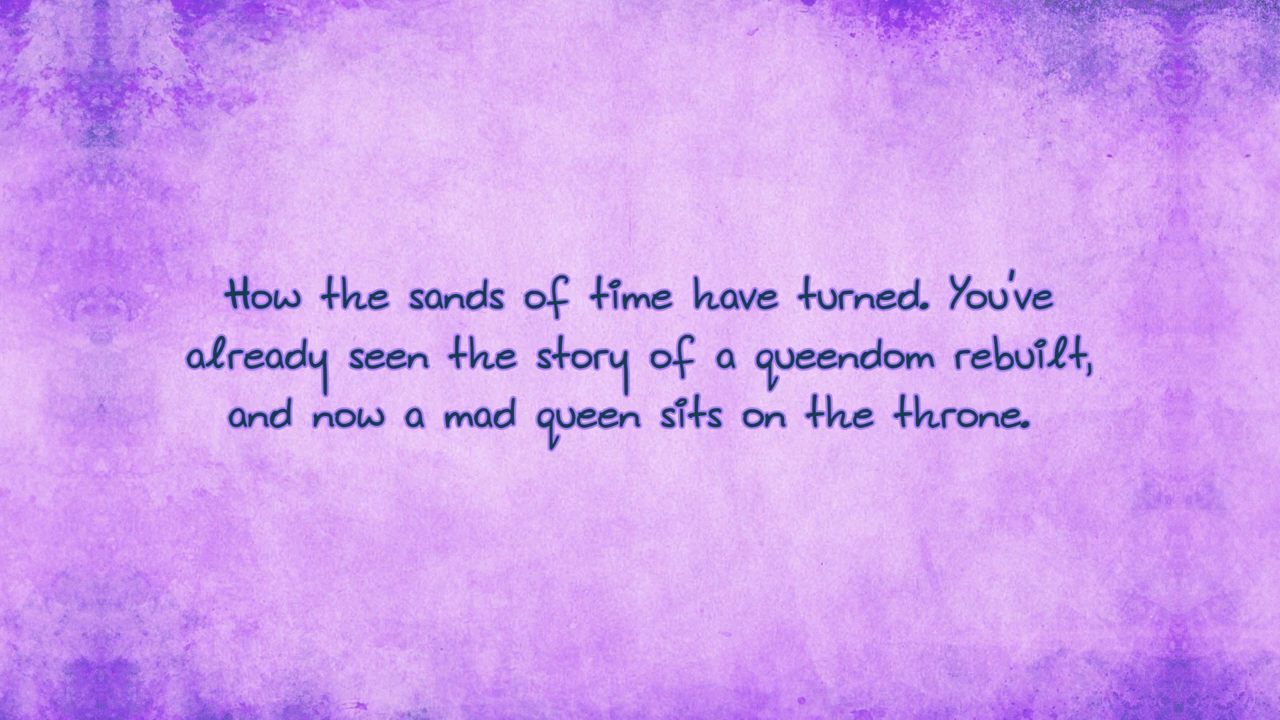 How the sands of time have turned. You've
already seen the story of a queendom rebuilt,
and now a mad queen sits on the throne.